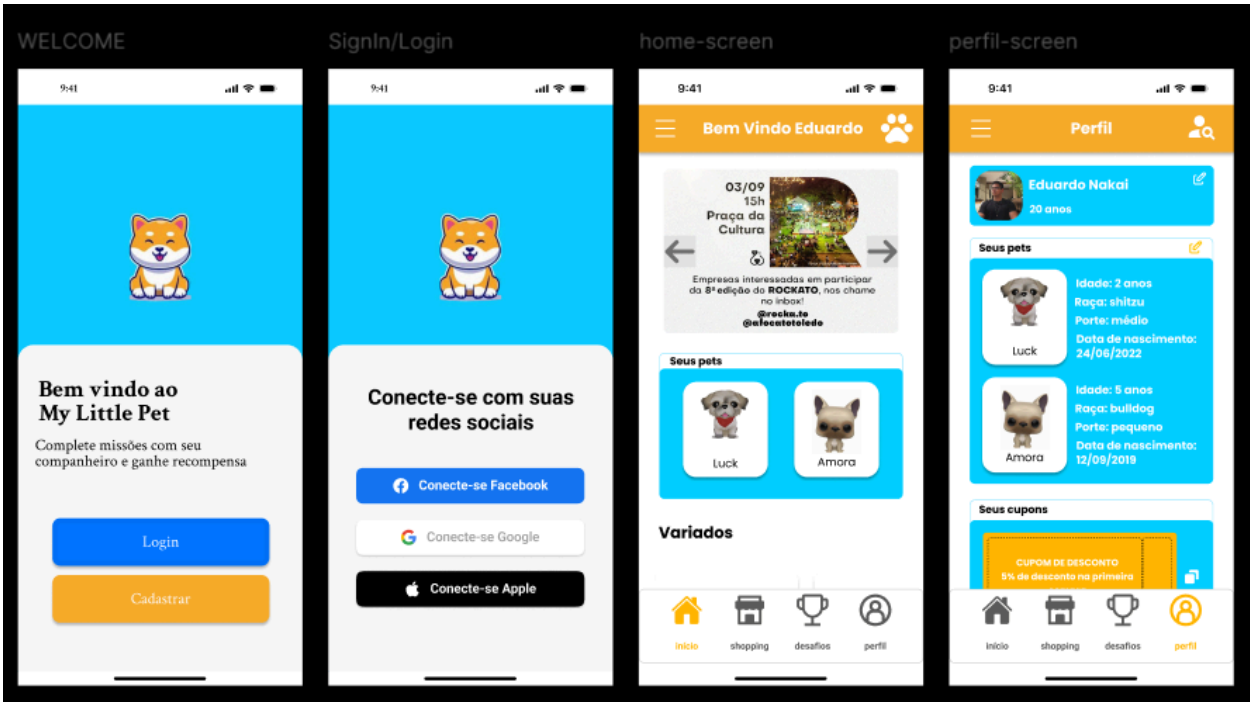 WELCOME
9:41
Bem vindo ao
My Little Pet
Complete missões com seu
companheiro e ganhe recompensa
Login
Cadastrar
SignIn/Login
9:41
Conecte-se com suas
redes sociais
Conecte-se Facebook
Conecte-se Google
Conecte-se Apple
home-screen
9:41
Bem Vindo Eduardo
03/09
15h
Praça da
Cultura
R
Empresas interessadas em participar
da 8ª edição do ROCKATO, nos chame
no inbox!
@rocka.to
@afocatotoledo
Seus pets
Luck
Amora
Variados
início
shopping
desafios
perfil
perfil-screen
9:41
Perfil
Eduardo Nakai
20 anos
Seus pets
Idade: 2 anos
Raça: shitzu
Porte: médio
Data de nascimento:
24/06/2022
Luck
Idade: 5 anos
Raça: bulldog
Porte: pequeno
Data de nascimento:
12/09/2019
Amora
Seus cupons
CUPOM DE DESCONTO
5% de desconto na primeira
início
shopping
desafios
perfil